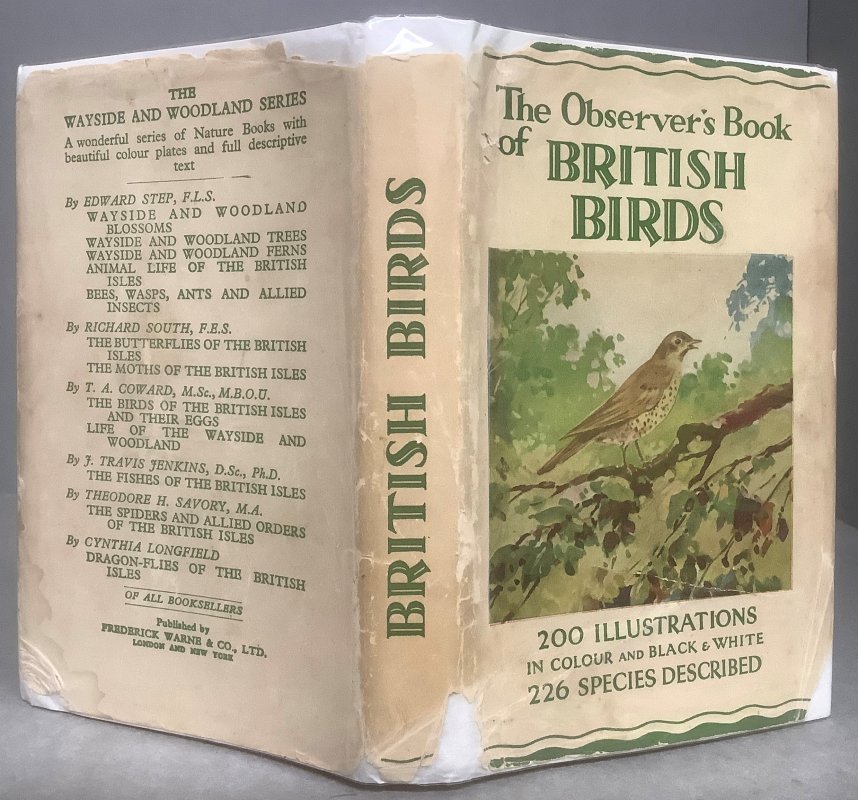 THE
WAYSIDE AND WOODLAND SERIES
A wonderful series of Nature Books with
beautiful colour plates and full descriptive
text
By EDWARD STEP, F.L.S.
WAYSIDE AND WOODLAND
BLOSSOMS
WAYSIDE AND WOODLAND TREES
WAYSIDE AND WOODLAND FERNS
ANIMAL LIFE OF THE BRITISH
ISLES
BEES, WASPS, ANTS AND ALLIED
INSECTS
By RICHARD SOUTH, F.E.S.
THE BUTTERFLIES OF THE BRITISH
ISLES
THE MOTHS OF THE BRITISH ISLES
By T. A. COWARD, M.Sc., M.B.O.U.
THE BIRDS OF THE BRITISH ISLES
AND THEIR EGGS
LIFE OF THE WAYSIDE AND
WOODLAND
By J. TRAVIS JENKINS, D.Sc., Ph.D.
THE FISHES OF THE BRITISH ISLES
By THEODORE H. SAVORY, M.A.
THE SPIDERS AND ALLIED ORDERS
OF THE BRITISH ISLES
By CYNTHIA LONGFIELD
DRAGON-FLIES OF THE BRITISH
ISLES
OF ALL BOOKSELLERS
Published by
FREDERICK WARNE & CO., LTD.
LONDON AND NEW YORK
BRITISH BIRDS
The Observer's Book
of BRITISH
BIRDS
200 ILLUSTRATIONS
IN COLOUR AND BLACK & WHITE
226 SPECIES DESCRIBED